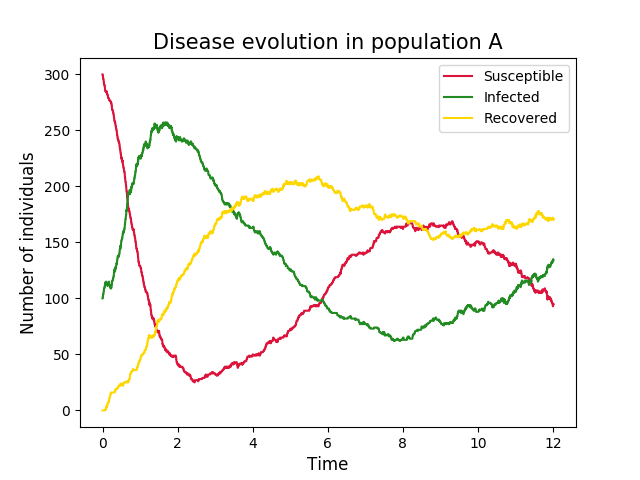 Disease evolution in population A
Number of individuals
300
250
200
150
100
50
0
Susceptible
Infected
Recovered
0 2 4 6 8 10 12
Time